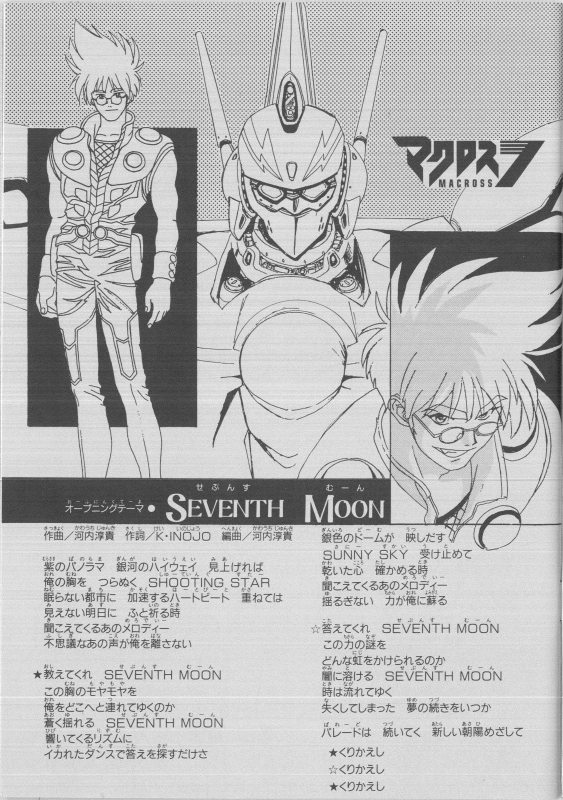 マクロス7
MACROSS
オープニングテーマ・SEVENTH MOON
作曲／河内淳貴 作詞／K・INOJO 編曲／河内淳貴
紫のパノラマ 銀河のハイウェイ 見上げれば
俺の胸を つらぬく SHOOTING STAR
眠らない都市に 加速するハートビート 重ねては
見えない明日に ふと祈る時
聞こえてくるあのメロディー
不思議なあの声が俺を離さない
★教えてくれ SEVENTH MOON
この胸のモヤモヤを
俺をどこへと連れてゆくのか
蒼く揺れる SEVENTH MOON
響いてくるリズムに
イカれたダンスで答えを探すだけさ
銀色のドームが 映しだす
SUNNY SKY 受け止めて
乾いた心 確かめる時
聞こえてくるあのメロディー
揺るぎない 力が俺に蘇る
☆答えてくれ SEVENTH MOON
この力の謎を
どんな虹をかけられるのか
闇に溶ける SEVENTH MOON
時は流れてゆく
失くしてしまった 夢の続きをいつか
パレードは 続いてく 新しい朝陽めざして
★くりかえし
☆くりかえし
★くりかえし